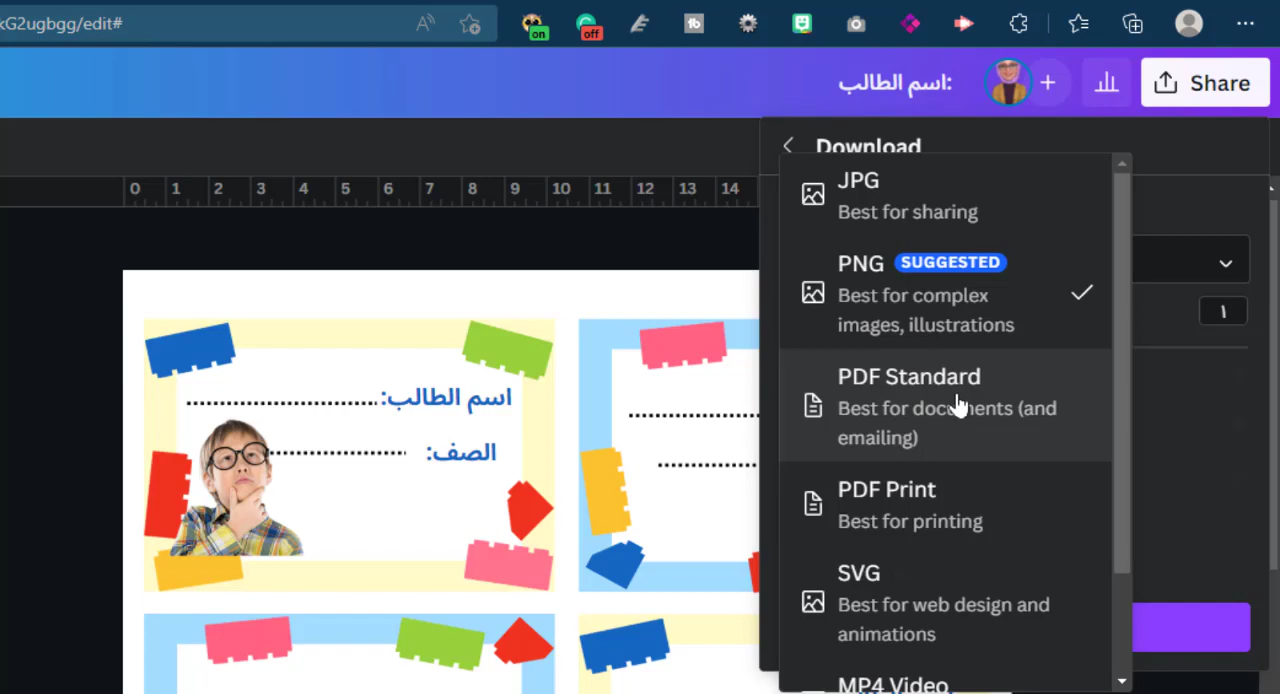 kG2ugbgg/edit#
on
off
اسم الطالب:
Share
Download
0 1 2 3 4 5 6 7 8 9 10 11 12 13 14
JPG
Best for sharing
PNG SUGGESTED
Best for complex
images, illustrations
١
PDF Standard
Best for documents (and
emailing)
PDF Print
Best for printing
SVG
Best for web design and
animations
MP4 Video
اسم الطالب:
الصف: